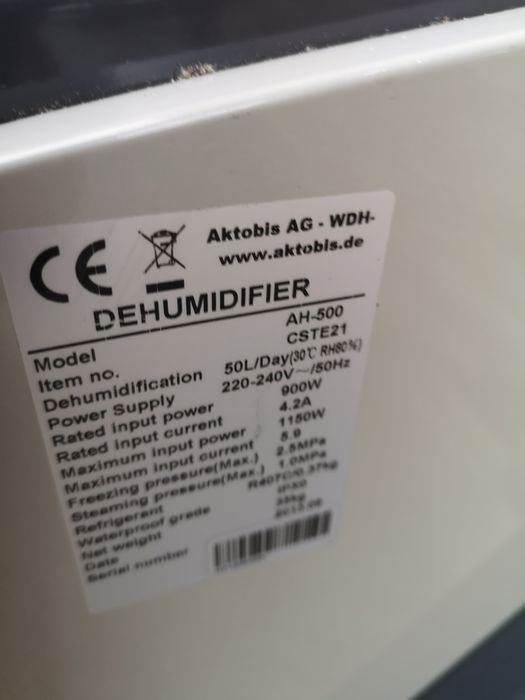 CE
Aktobis AG - WDH-
www.aktobis.de
DEHUMIDIFIER
Model AH-500
Item no. CSTE21
Dehumidification 50L/Day(30℃ RH80%)
Power Supply 220-240V～/50Hz
Rated input power 900W
Rated input current 4.2A
Maximum input power 1150W
Maximum input current 5.9
Freezing pressure(Max.) 2.5MPa
Steaming pressure(Max.) 1.0MPa
Refrigerant R407C/0.37kg
Waterproof grade IPX0
Net weight
Date
Serial number